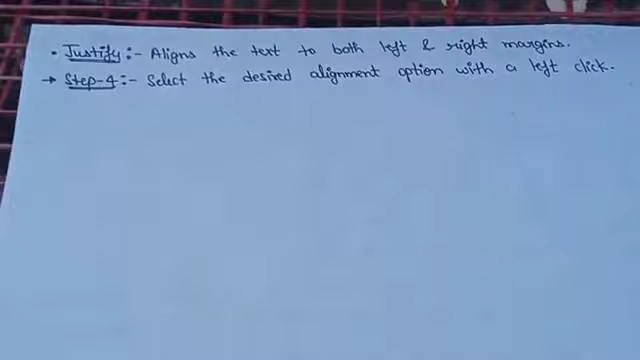 • Justify :- Aligns the text to both left & right margins.
→ Step-4 :- Select the desired alignment option with a left click.